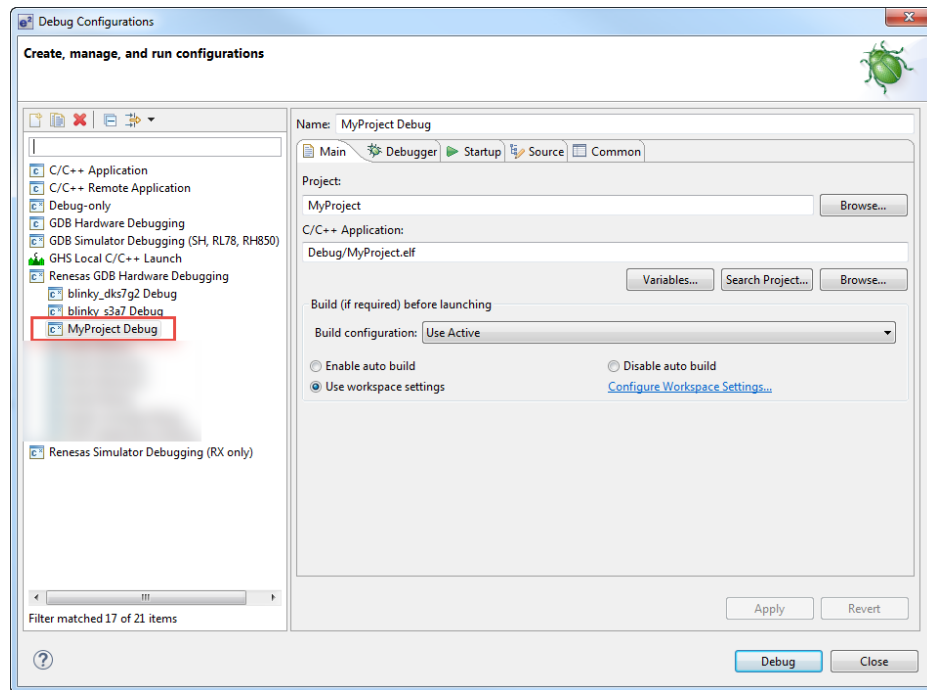 e² Debug Configurations
Create, manage, and run configurations
Name: MyProject Debug
Main Debugger Startup Source Common
C/C++ Application
C/C++ Remote Application
Debug-only
GDB Hardware Debugging
GDB Simulator Debugging (SH, RL78, RH850)
GHS Local C/C++ Launch
Renesas GDB Hardware Debugging
blinky_dks7g2 Debug
blinky_s3a7 Debug
MyProject Debug
Renesas Simulator Debugging (RX only)
Filter matched 17 of 21 items
Project:
MyProject Browse...
C/C++ Application:
Debug/MyProject.elf
Variables... Search Project... Browse...
Build (if required) before launching
Build configuration: Use Active
Enable auto build Disable auto build
Use workspace settings Configure Workspace Settings...
Apply Revert
? Debug Close